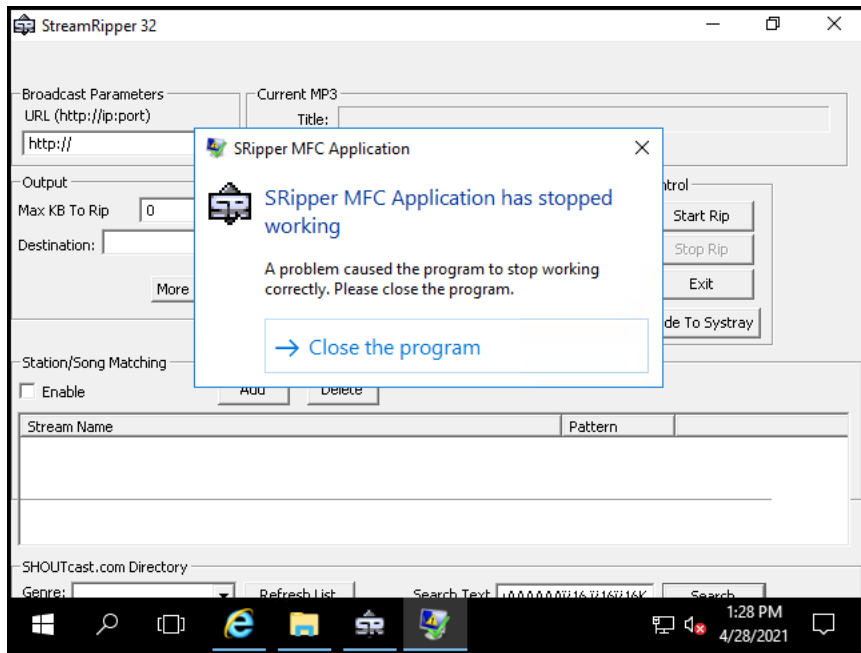 StreamRipper 32
Broadcast Parameters
URL (http://ip:port)
http://
Current MP3
Title:
Output
Max KB To Rip 0
Destination:
More
SRipper MFC Application
SRipper MFC Application has stopped
working
A problem caused the program to stop working
correctly. Please close the program.
Close the program
Start Rip
Stop Rip
Exit
To Systray
Station/Song Matching
Enable
Add Delete
Stream Name Pattern
SHOUTcast.com Directory
Genre: Refresh List Search Text Search
1:28 PM
4/28/2021